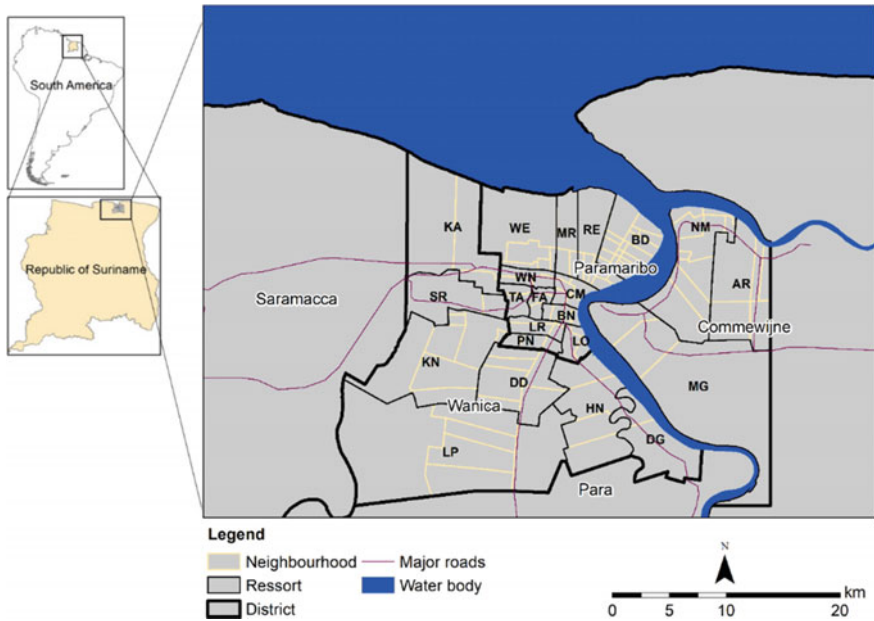 South America
Republic of Suriname
KA
WE
MR
RE
BD
NM
Paramaribo
AR
WN
SR
TA
FA
CM
Saramacca
BN
LR
LO
Commewijne
PN
KN
DD
MG
Wanica
HN
LP
DG
Para
Legend
Neighbourhood
Major roads
Ressort
Water body
District
N
km
0 5 10 20